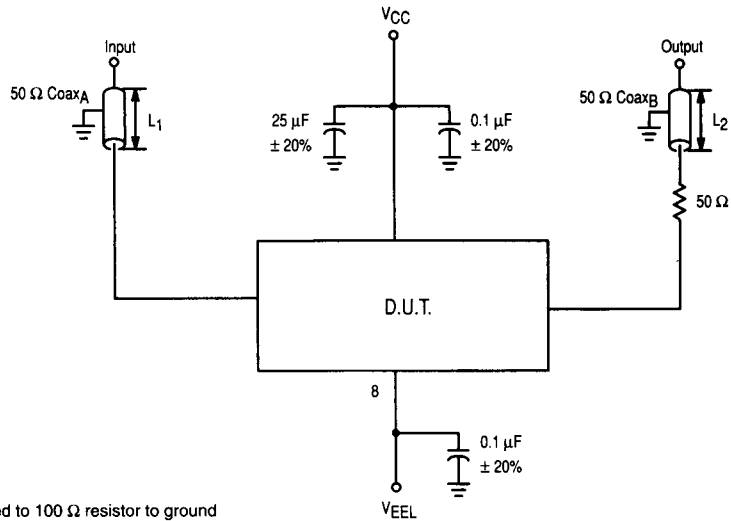 VCC
Input
Output
50 Ω CoaxA
L1
25 µF
± 20%
0.1 µF
± 20%
50 Ω CoaxB
L2
50 Ω
D.U.T.
8
0.1 µF
± 20%
VEEL
to 100 Ω resistor to ground